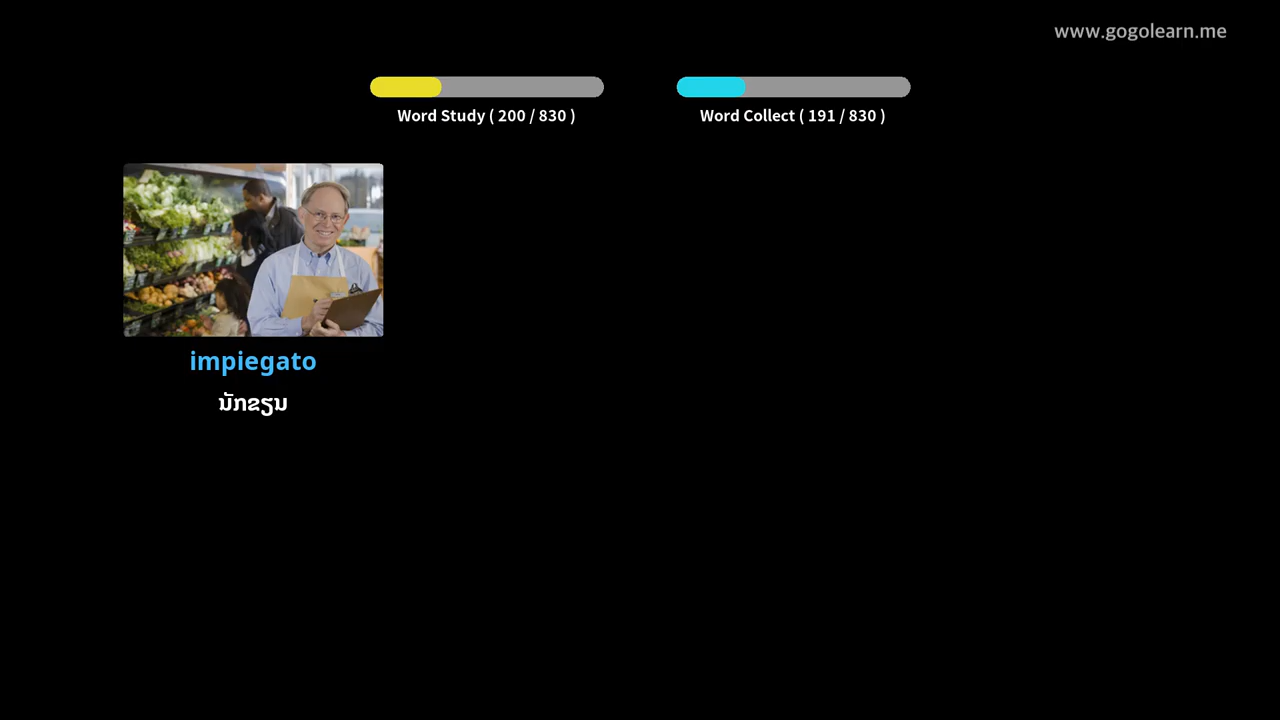 www.gogolearn.me
Word Study ( 200 / 830 )
Word Collect ( 191 / 830 )
impiegato
ນັກຂຽນ